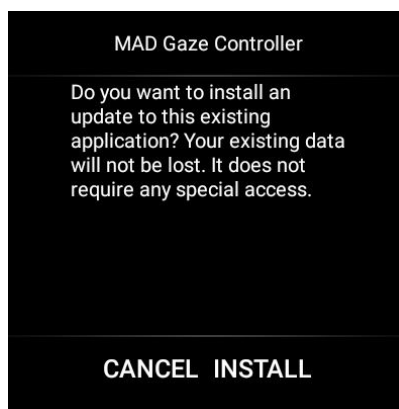 MAD Gaze Controller
Do you want to install an
update to this existing
application? Your existing data
will not be lost. It does not
require any special access.
CANCEL INSTALL